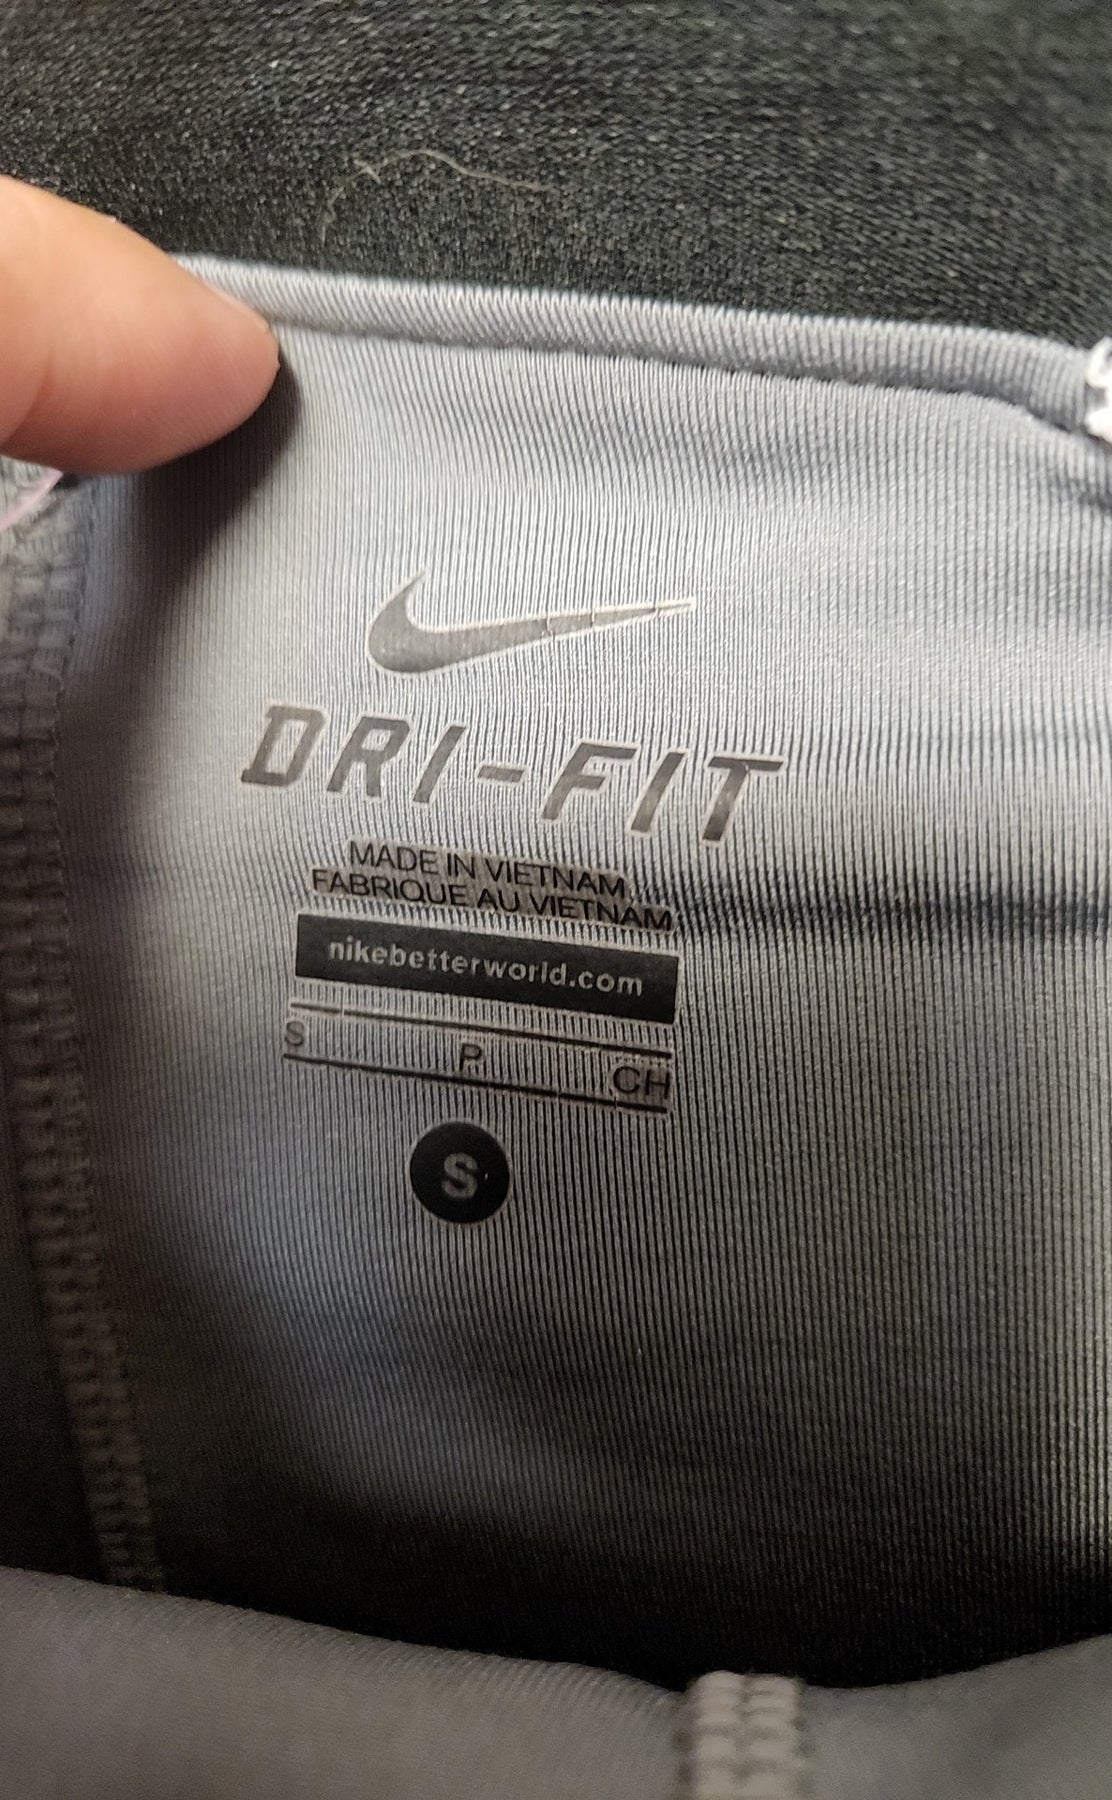 DRI-FIT
MADE IN VIETNAM
FABRIQUE AU VIETNAM
nikebetterworld.com
S P CH
S